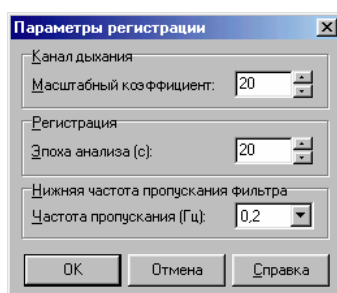 Параметры регистрации
Канал дыхания
Масштабный коэффициент: 20
Регистрация
Эпоха анализа (с): 20
Нижняя частота пропускания фильтра
Частота пропускания (Гц): 0,2
OK Отмена Справка